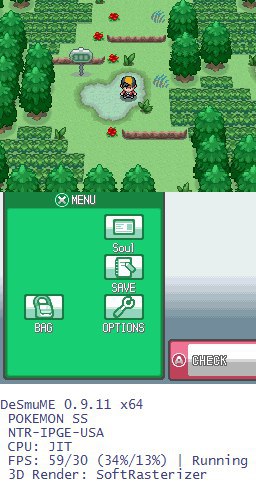 MENU
Soul
SAVE
BAG
OPTIONS
A CHECK
DeSmuME 0.9.11 x64
POKEMON SS
NTR-IPGE-USA
CPU: JIT
FPS: 59/30 (34%/13%) | Running
3D Render: SoftRasterizer